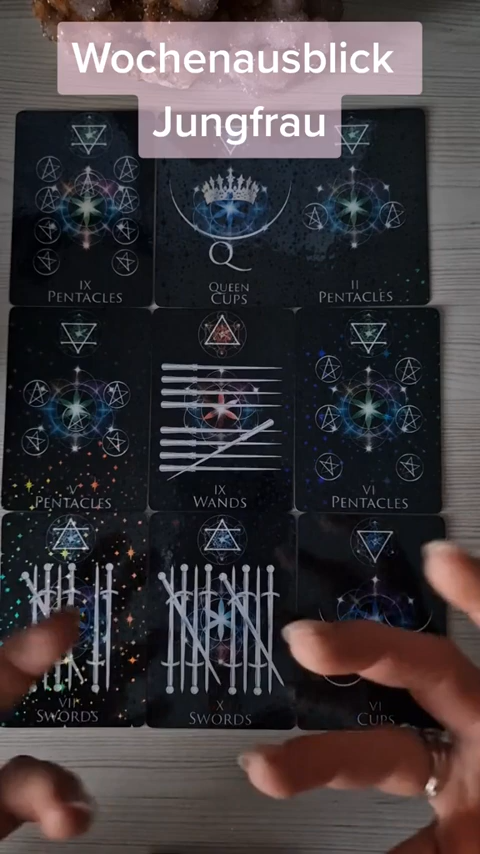 Wochenausblick
Jungfrau
IX
PENTACLES
Q
QUEEN
CUPS
II
PENTACLES
V
PENTACLES
IX
WANDS
VI
PENTACLES
VII
SWORDS
X
SWORDS
VI
CUPS